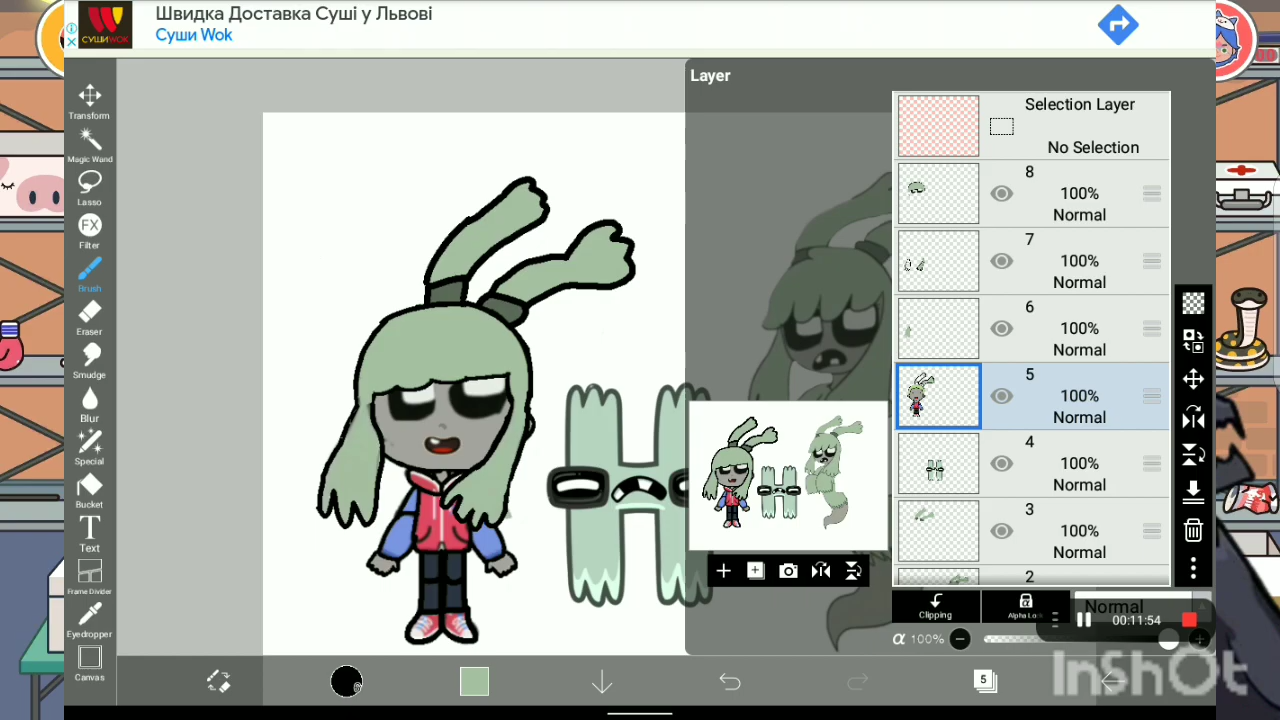 Швидка Доставка Суші у Львові
Суши Wok
СУШИWOK
Transform
Magic Wand
Lasso
FX
Filter
Brush
Eraser
Smudge
Blur
Special
Bucket
T
Text
Frame Divider
Eyedropper
Canvas
Layer
Selection Layer
No Selection
8
100%
Normal
7
100%
Normal
6
100%
Normal
5
100%
Normal
4
100%
Normal
3
100%
Normal
2
Clipping
Normal
α 100%
00:11:54
5
InShOt